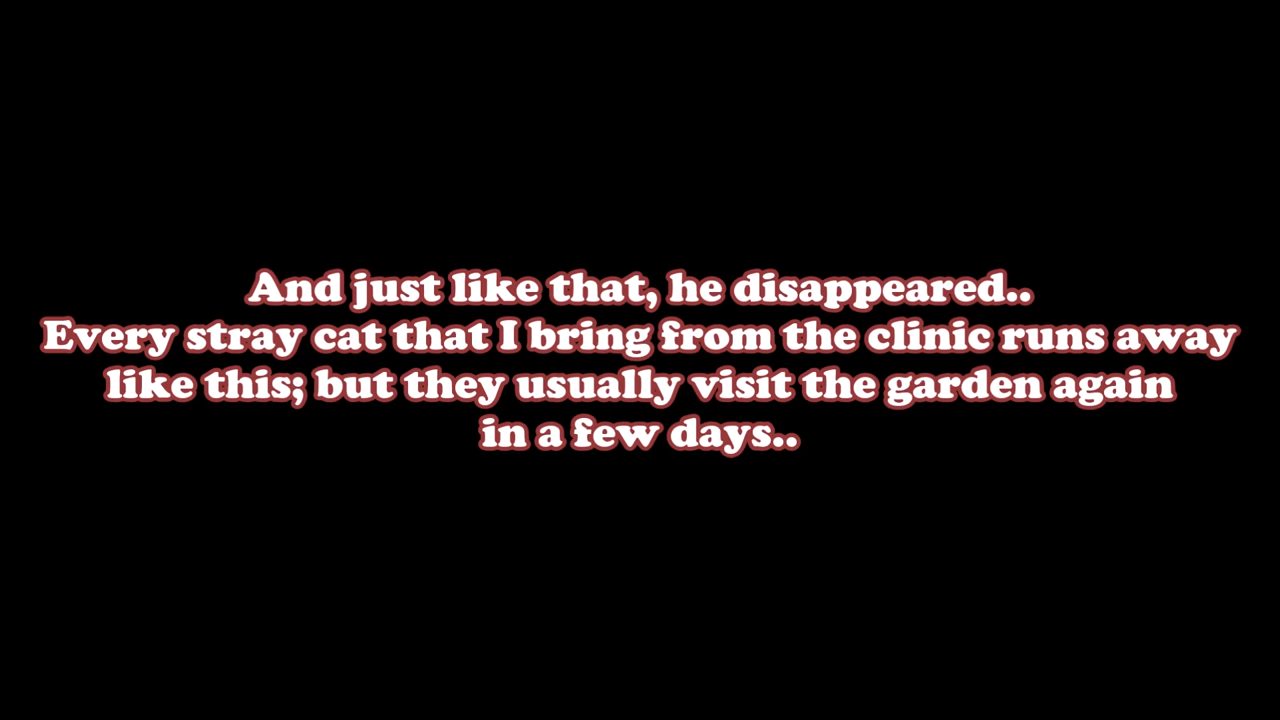 And just like that, he disappeared..
Every stray cat that I bring from the clinic runs away
like this; but they usually visit the garden again
in a few days..